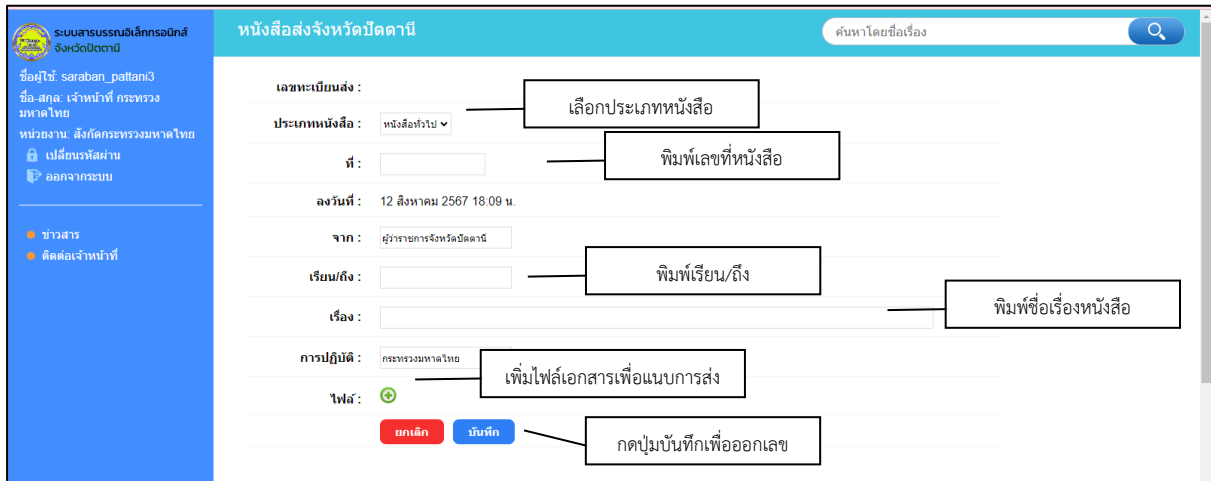 ระบบสารบรรณอิเล็กทรอนิกส์
จังหวัดปัตตานี
หนังสือส่งจังหวัดปัตตานี
ค้นหาโดยชื่อเรื่อง
ชื่อผู้ใช้: saraban_pattani3
ชื่อ-สกุล: เจ้าหน้าที่ กระทรวง
มหาดไทย
หน่วยงาน: สังกัดกระทรวงมหาดไทย
เปลี่ยนรหัสผ่าน
ออกจากระบบ
ข่าวสาร
ติดต่อเจ้าหน้าที่
เลขทะเบียนส่ง :
เลือกประเภทหนังสือ
ประเภทหนังสือ : หนังสือทั่วไป
ที่ :
พิมพ์เลขที่หนังสือ
ลงวันที่ : 12 สิงหาคม 2567 18:09 น.
จาก : ผู้ว่าราชการจังหวัดปัตตานี
เรียน/ถึง :
พิมพ์เรียน/ถึง
เรื่อง :
พิมพ์ชื่อเรื่องหนังสือ
การปฏิบัติ : กระทรวงมหาดไทย
เพิ่มไฟล์เอกสารเพื่อแนบการส่ง
ไฟล์ :
ยกเลิก บันทึก
กดปุ่มบันทึกเพื่อออกเลข